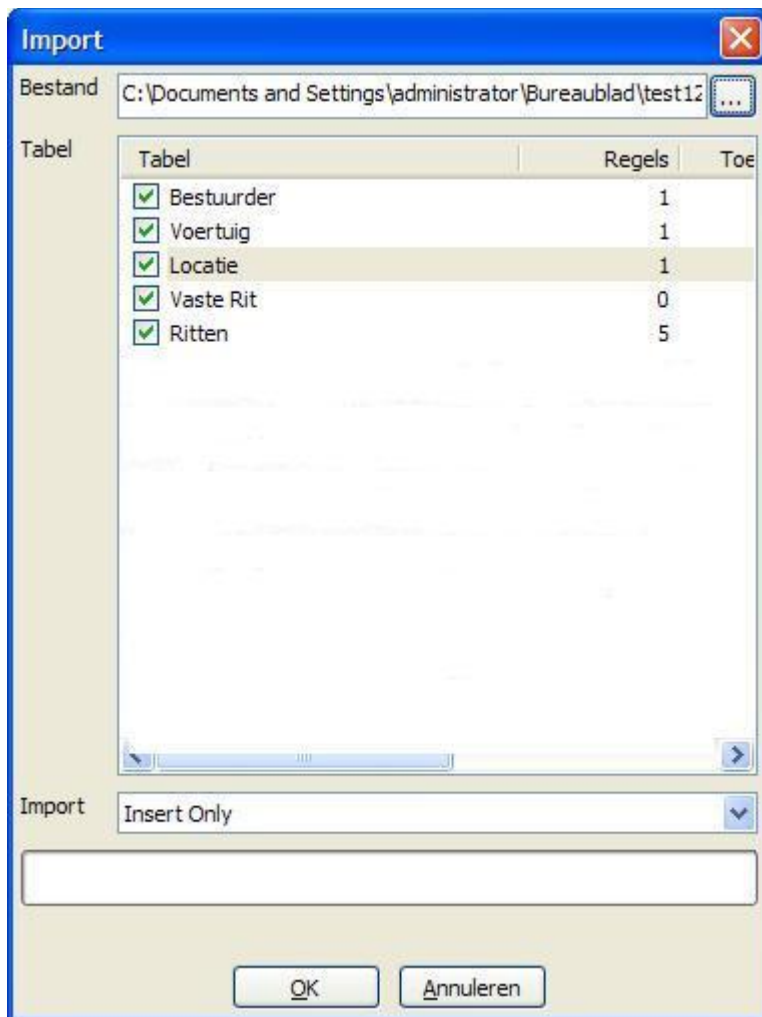 Import
Bestand C:\Documents and Settings\administrator\Bureaublad\test12 ...
Tabel
Tabel Regels Toe
Bestuurder 1
Voertuig 1
Locatie 1
Vaste Rit 0
Ritten 5
Import Insert Only
OK Annuleren